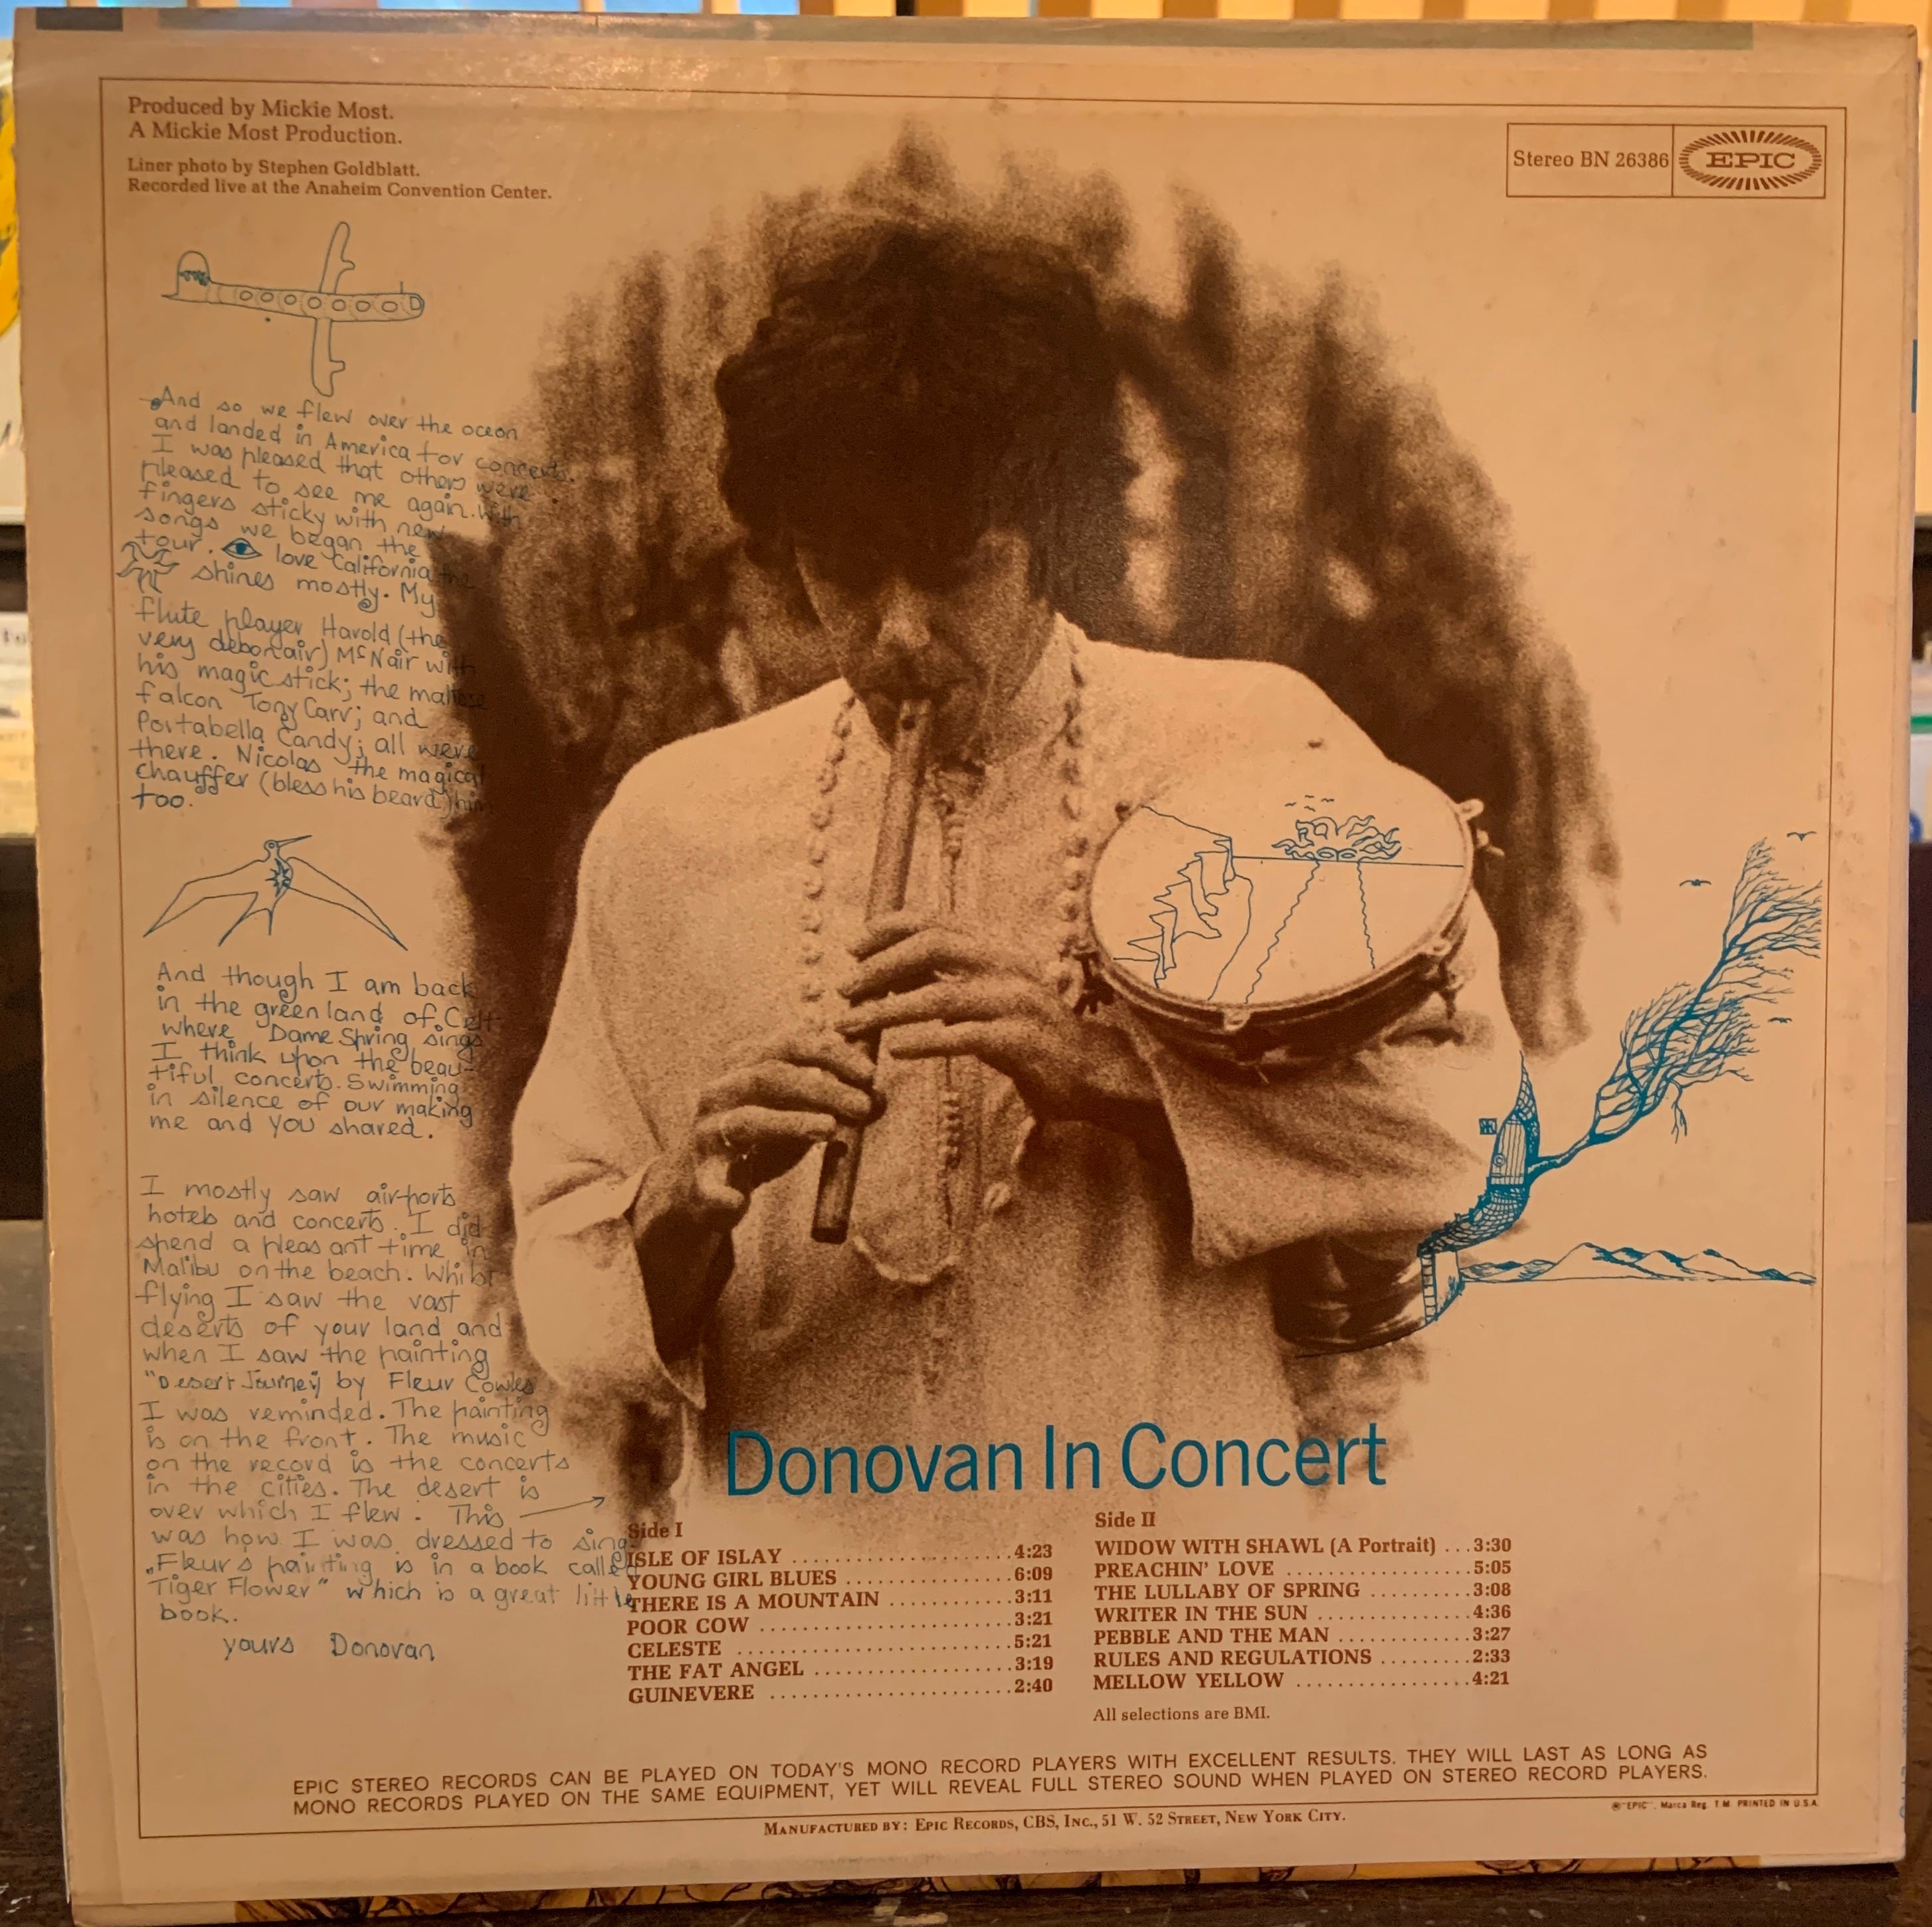 Produced by Mickie Most.
A Mickie Most Production.
Liner photo by Stephen Goldblatt.
Recorded live at the Anaheim Convention Center.
Stereo BN 26386
EPIC
And so we flew over the ocean
and landed in America for concerts.
I was pleased that others were
pleased to see me again. With
fingers sticky with new
songs we began the
tour. love California the
shines mostly. My
flute player Harold (the
very debonair) McNair with
his magic stick; the maltese
falcon Tony Carr; and
Portabella Candy; all were
there. Nicolas the magical
chauffer (bless his beard) him
too.
And though I am back
in the green land of Celt
where Dame Spring sings
I think upon the beau-
tiful concerts. Swimming
in silence of our making
me and you shared.
I mostly saw airports
hotels and concerts. I did
spend a pleasant time in
Malibu on the beach. Whilst
flying I saw the vast
deserts of your land and
when I saw the painting
"Desert Journey by Fleur Cowles
I was reminded. The painting
is on the front. The music
on the record is the concerts
in the cities. The desert is
over which I flew. This
was how I was dressed to sing.
"Fleur's painting is in a book called
Tiger Flower" which is a great little
book.
yours Donovan
Donovan In Concert
Side I
ISLE OF ISLAY ....................4:23
YOUNG GIRL BLUES ................6:09
THERE IS A MOUNTAIN ............3:11
POOR COW ........................3:21
CELESTE ..........................5:21
THE FAT ANGEL ...................3:19
GUINEVERE .......................2:40
Side II
WIDOW WITH SHAWL (A Portrait) ...3:30
PREACHIN' LOVE ..................5:05
THE LULLABY OF SPRING ..........3:08
WRITER IN THE SUN ..............4:36
PEBBLE AND THE MAN .............3:27
RULES AND REGULATIONS .........2:33
MELLOW YELLOW .................4:21
All selections are BMI.
EPIC STEREO RECORDS CAN BE PLAYED ON TODAY'S MONO RECORD PLAYERS WITH EXCELLENT RESULTS. THEY WILL LAST AS LONG AS
MONO RECORDS PLAYED ON THE SAME EQUIPMENT, YET WILL REVEAL FULL STEREO SOUND WHEN PLAYED ON STEREO RECORD PLAYERS.
® "EPIC", Marca Reg. T.M. PRINTED IN U.S.A.
MANUFACTURED BY: EPIC RECORDS, CBS, INC., 51 W. 52 STREET, NEW YORK CITY.